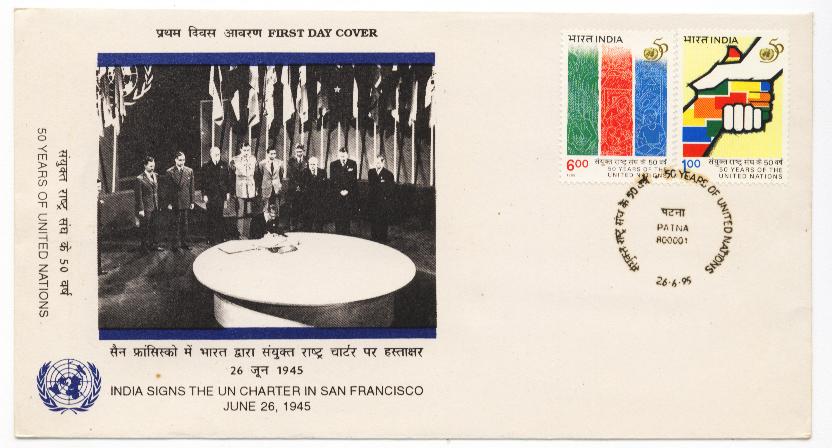 प्रथम दिवस आवरण FIRST DAY COVER
संयुक्त राष्ट्र संघ के 50 वर्ष
50 YEARS OF UNITED NATIONS
सैन फ्रांसिस्को में भारत द्वारा संयुक्त राष्ट्र चार्टर पर हस्ताक्षर
26 जून 1945
INDIA SIGNS THE UN CHARTER IN SAN FRANCISCO
JUNE 26, 1945
भारत INDIA
50
6.00
संयुक्त राष्ट्र संघ के 50 वर्ष
50 YEARS OF THE
UNITED NATIONS
भारत INDIA
50
1.00
संयुक्त राष्ट्र संघ के 50 वर्ष
50 YEARS OF THE
UNITED NATIONS
संयुक्त राष्ट्र संघ के 50 वर्ष
50 YEARS OF UNITED NATIONS
पटना
PATNA
800001
26·6·95